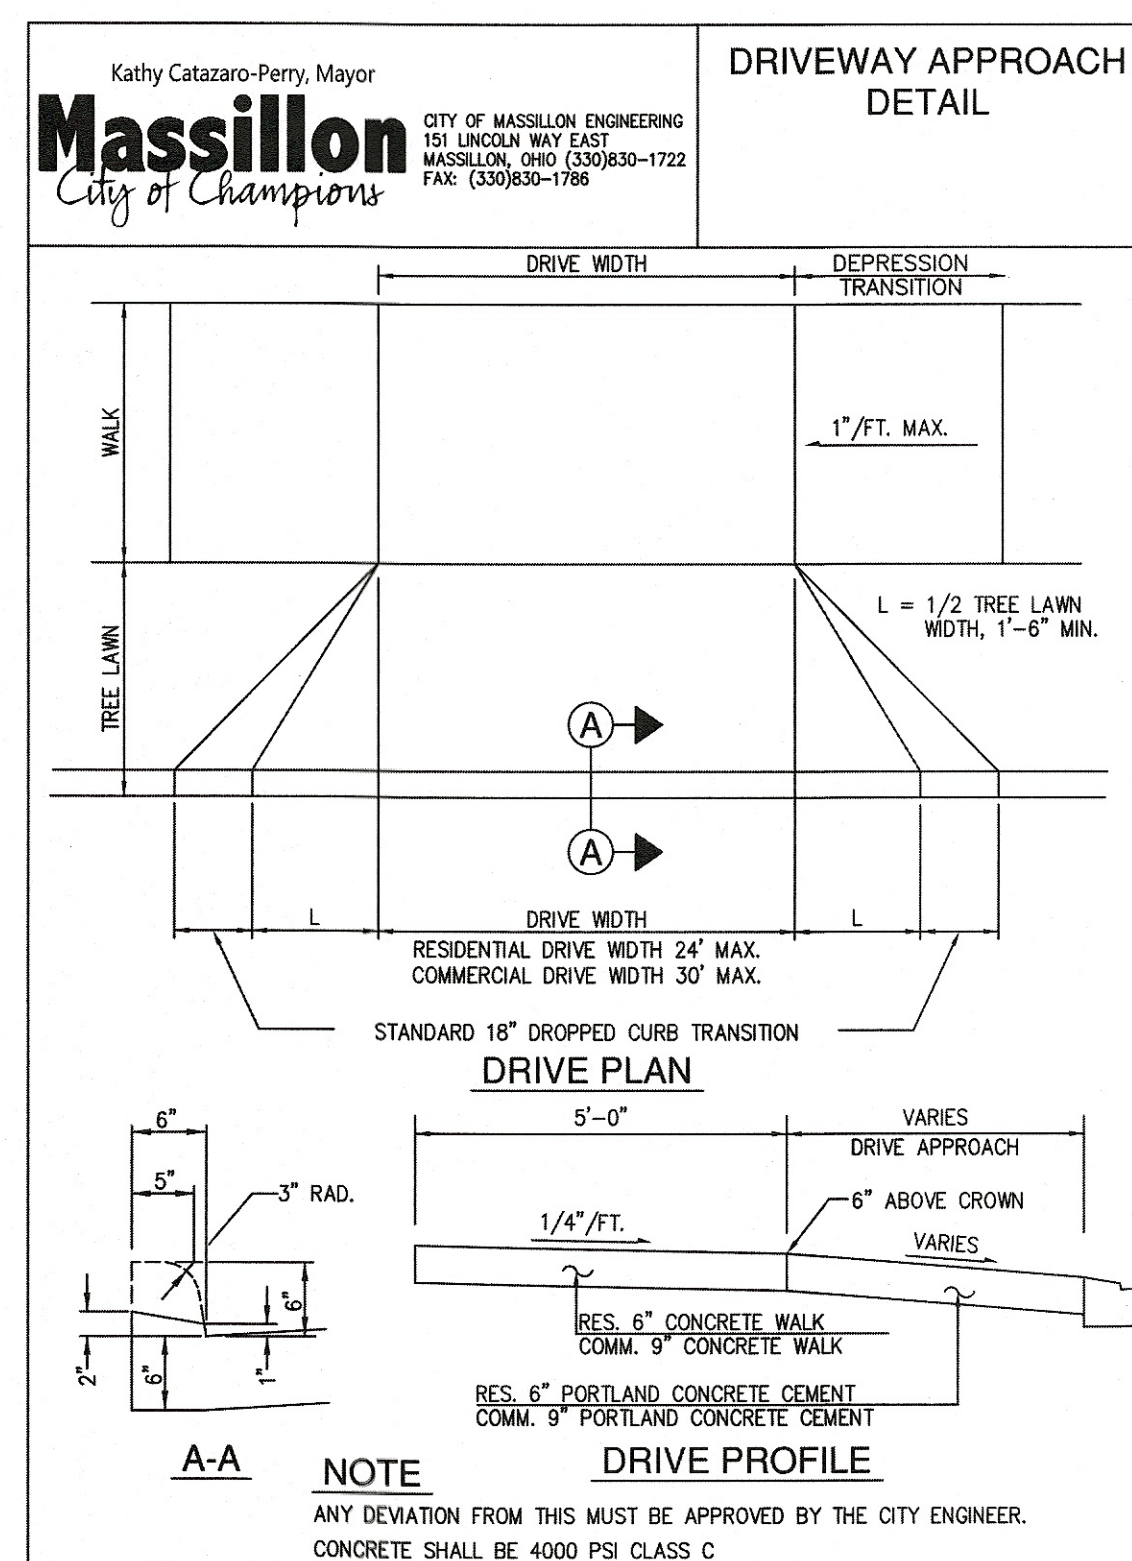 Kathy Catazaro-Perry, Mayor
Massillon
City of Champions
CITY OF MASSILLON ENGINEERING
151 LINCOLN WAY EAST
MASSILLON, OHIO (330)830-1722
FAX: (330)830-1786
DRIVEWAY APPROACH
DETAIL
DRIVE WIDTH
DEPRESSION
TRANSITION
WALK
1"/FT. MAX.
TREE LAWN
L = 1/2 TREE LAWN
WIDTH, 1'-6" MIN.
A
A
L
DRIVE WIDTH
L
RESIDENTIAL DRIVE WIDTH 24' MAX.
COMMERCIAL DRIVE WIDTH 30' MAX.
STANDARD 18" DROPPED CURB TRANSITION
DRIVE PLAN
6"
5"
3" RAD.
6"
2"
6"
1"
A-A
5'-0"
VARIES
DRIVE APPROACH
6" ABOVE CROWN
1/4"/FT.
VARIES
RES. 6" CONCRETE WALK
COMM. 9" CONCRETE WALK
RES. 6" PORTLAND CONCRETE CEMENT
COMM. 9" PORTLAND CONCRETE CEMENT
DRIVE PROFILE
NOTE
ANY DEVIATION FROM THIS MUST BE APPROVED BY THE CITY ENGINEER.
CONCRETE SHALL BE 4000 PSI CLASS C